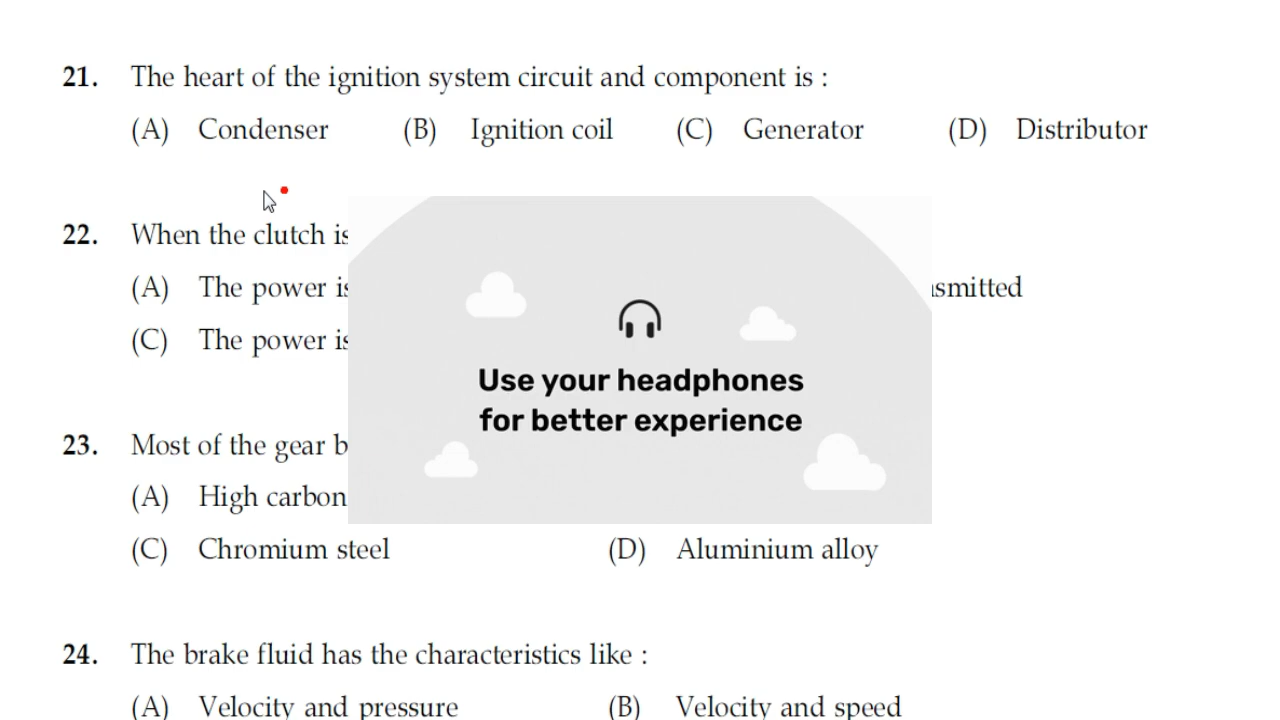 21. The heart of the ignition system circuit and component is :
(A) Condenser (B) Ignition coil (C) Generator (D) Distributor
22. When the clutch is
(A) The power is
(C) The power is
Use your headphones
for better experience
23. Most of the gear
(A) High carbon
(C) Chromium steel (D) Aluminium alloy
24. The brake fluid has the characteristics like :
(A) Velocity and pressure (B) Velocity and speed